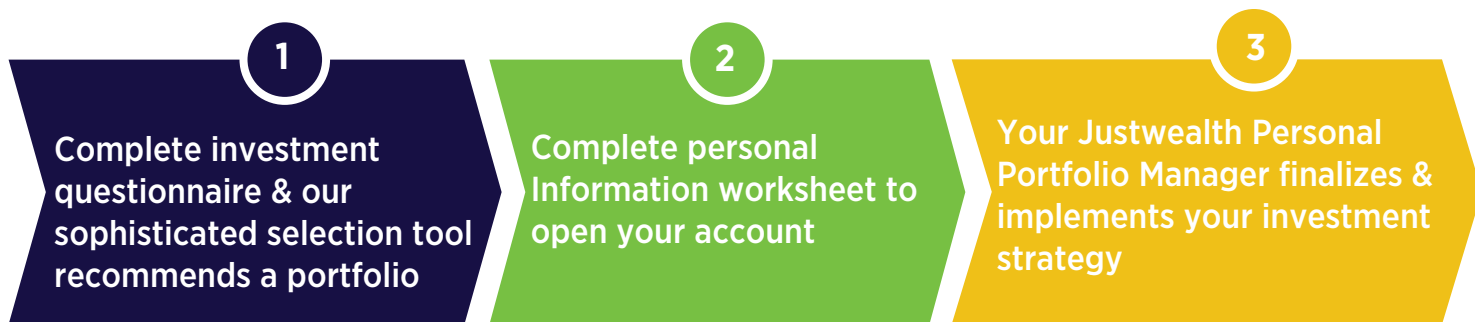 1
Complete investment
questionnaire & our
sophisticated selection tool
recommends a portfolio
2
Complete personal
Information worksheet to
open your account
3
Your Justwealth Personal
Portfolio Manager finalizes &
implements your investment
strategy